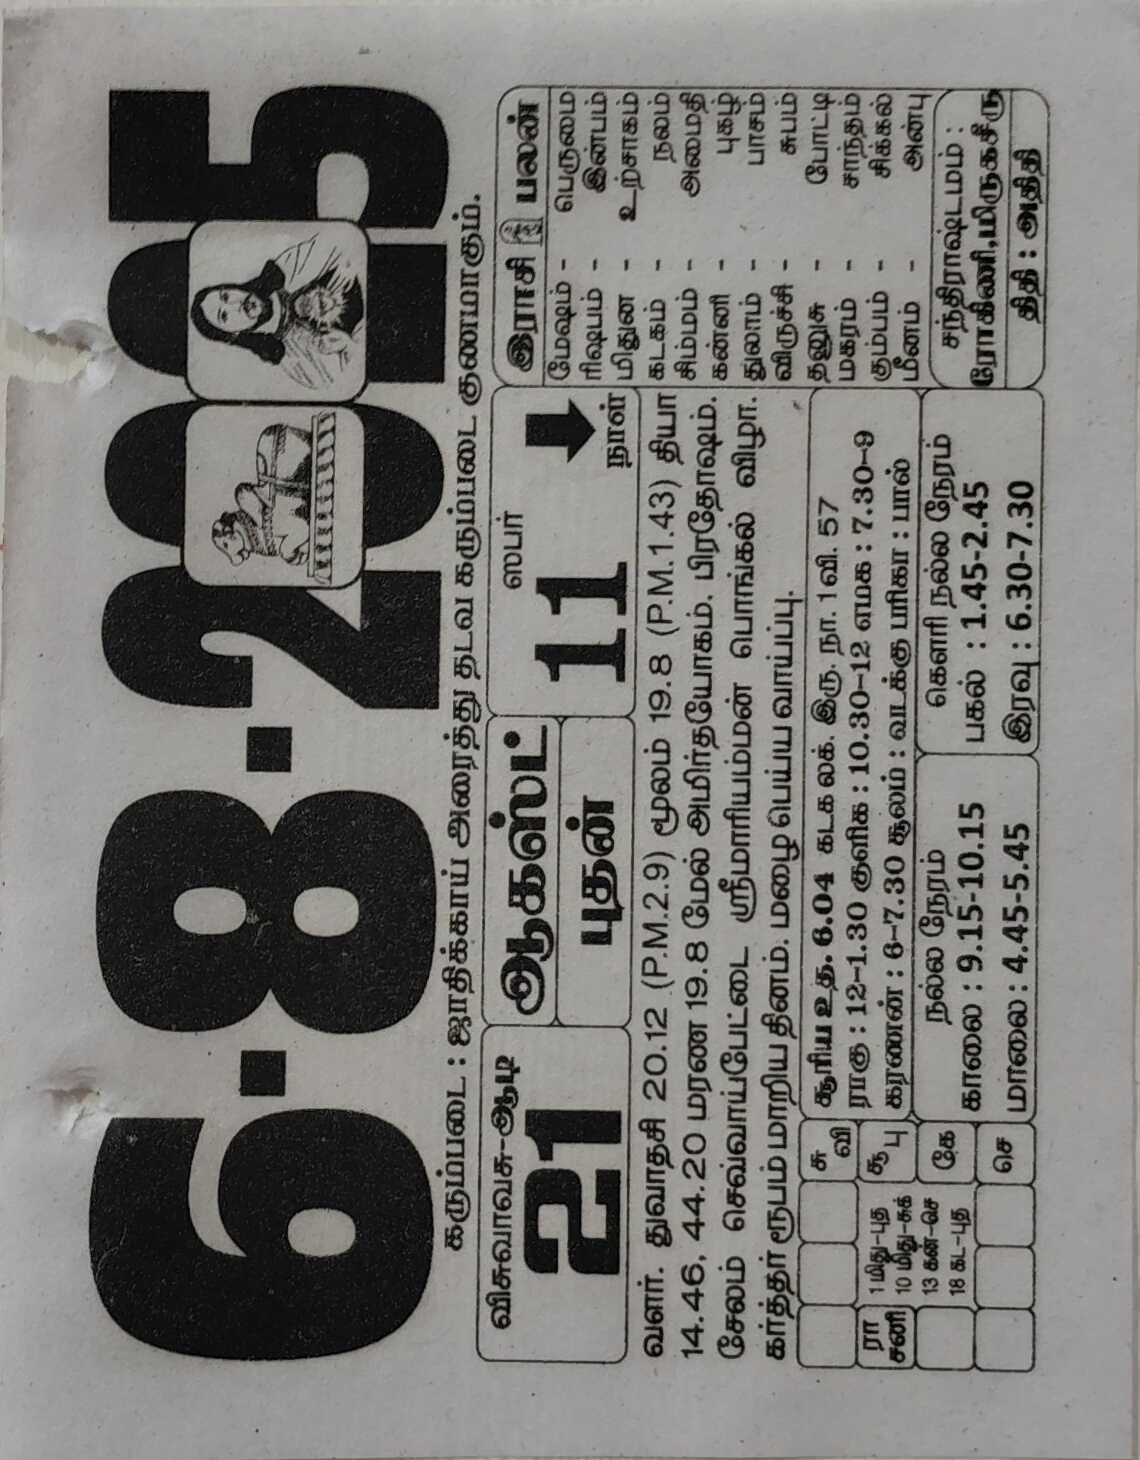 6-8-2025
கரும்படை : ஜாதிக்காய் அரைத்து தடவ கரும்படை குணமாகும்.
விசுவாவசு-ஆடி
21
ஆகஸ்ட்
புதன்
ஸபர்
11
நாள்
வளர். துவாதசி 20.12 (P.M.2.9) மூலம் 19.8 (P.M.1.43) தியா
14.46, 44.20 மரண 19.8 மேல் அமிர்தயோகம். பிரதோஷம்.
சேலம் செவ்வாய்பேட்டை ஸ்ரீமாரியம்மன் பொங்கல் விழா.
கர்த்தர் ரூபம் மாறிய தினம். மழை பெய்ய வாய்ப்பு.
இராசி பலன்
மேஷம் - பெருமை
ரிஷபம் - இன்பம்
மிதுன - உற்சாகம்
கடகம் - நலம்
சிம்மம் - அமைதி
கன்னி - புகழ்
துலாம் - பாசம்
விருச்சி - சுபம்
தனுசு - போட்டி
மகரம் - சாந்தம்
கும்பம் - சிக்கல்
மீனம் - அன்பு
சந்திராஷ்டமம் :
ரோகிணி,மிருகசீரு
திதி : அதிதி
சு
வி
ரா
சனி
1 மிது-புத
10 மிது-சுக்
13 கன்-செ
18 கட-புத
சூ
பு
கே
செ
சூரிய உத. 6.04 கடக லக். இரு. நா. 1 வி. 57
ராகு : 12-1.30 குளிக : 10.30-12 எமக : 7.30-9
கரணன் : 6-7.30 சூலம் : வடக்கு பரிகா : பால்
நல்ல நேரம்
காலை : 9.15-10.15
மாலை : 4.45-5.45
கௌரி நல்ல நேரம்
பகல் : 1.45-2.45
இரவு : 6.30-7.30